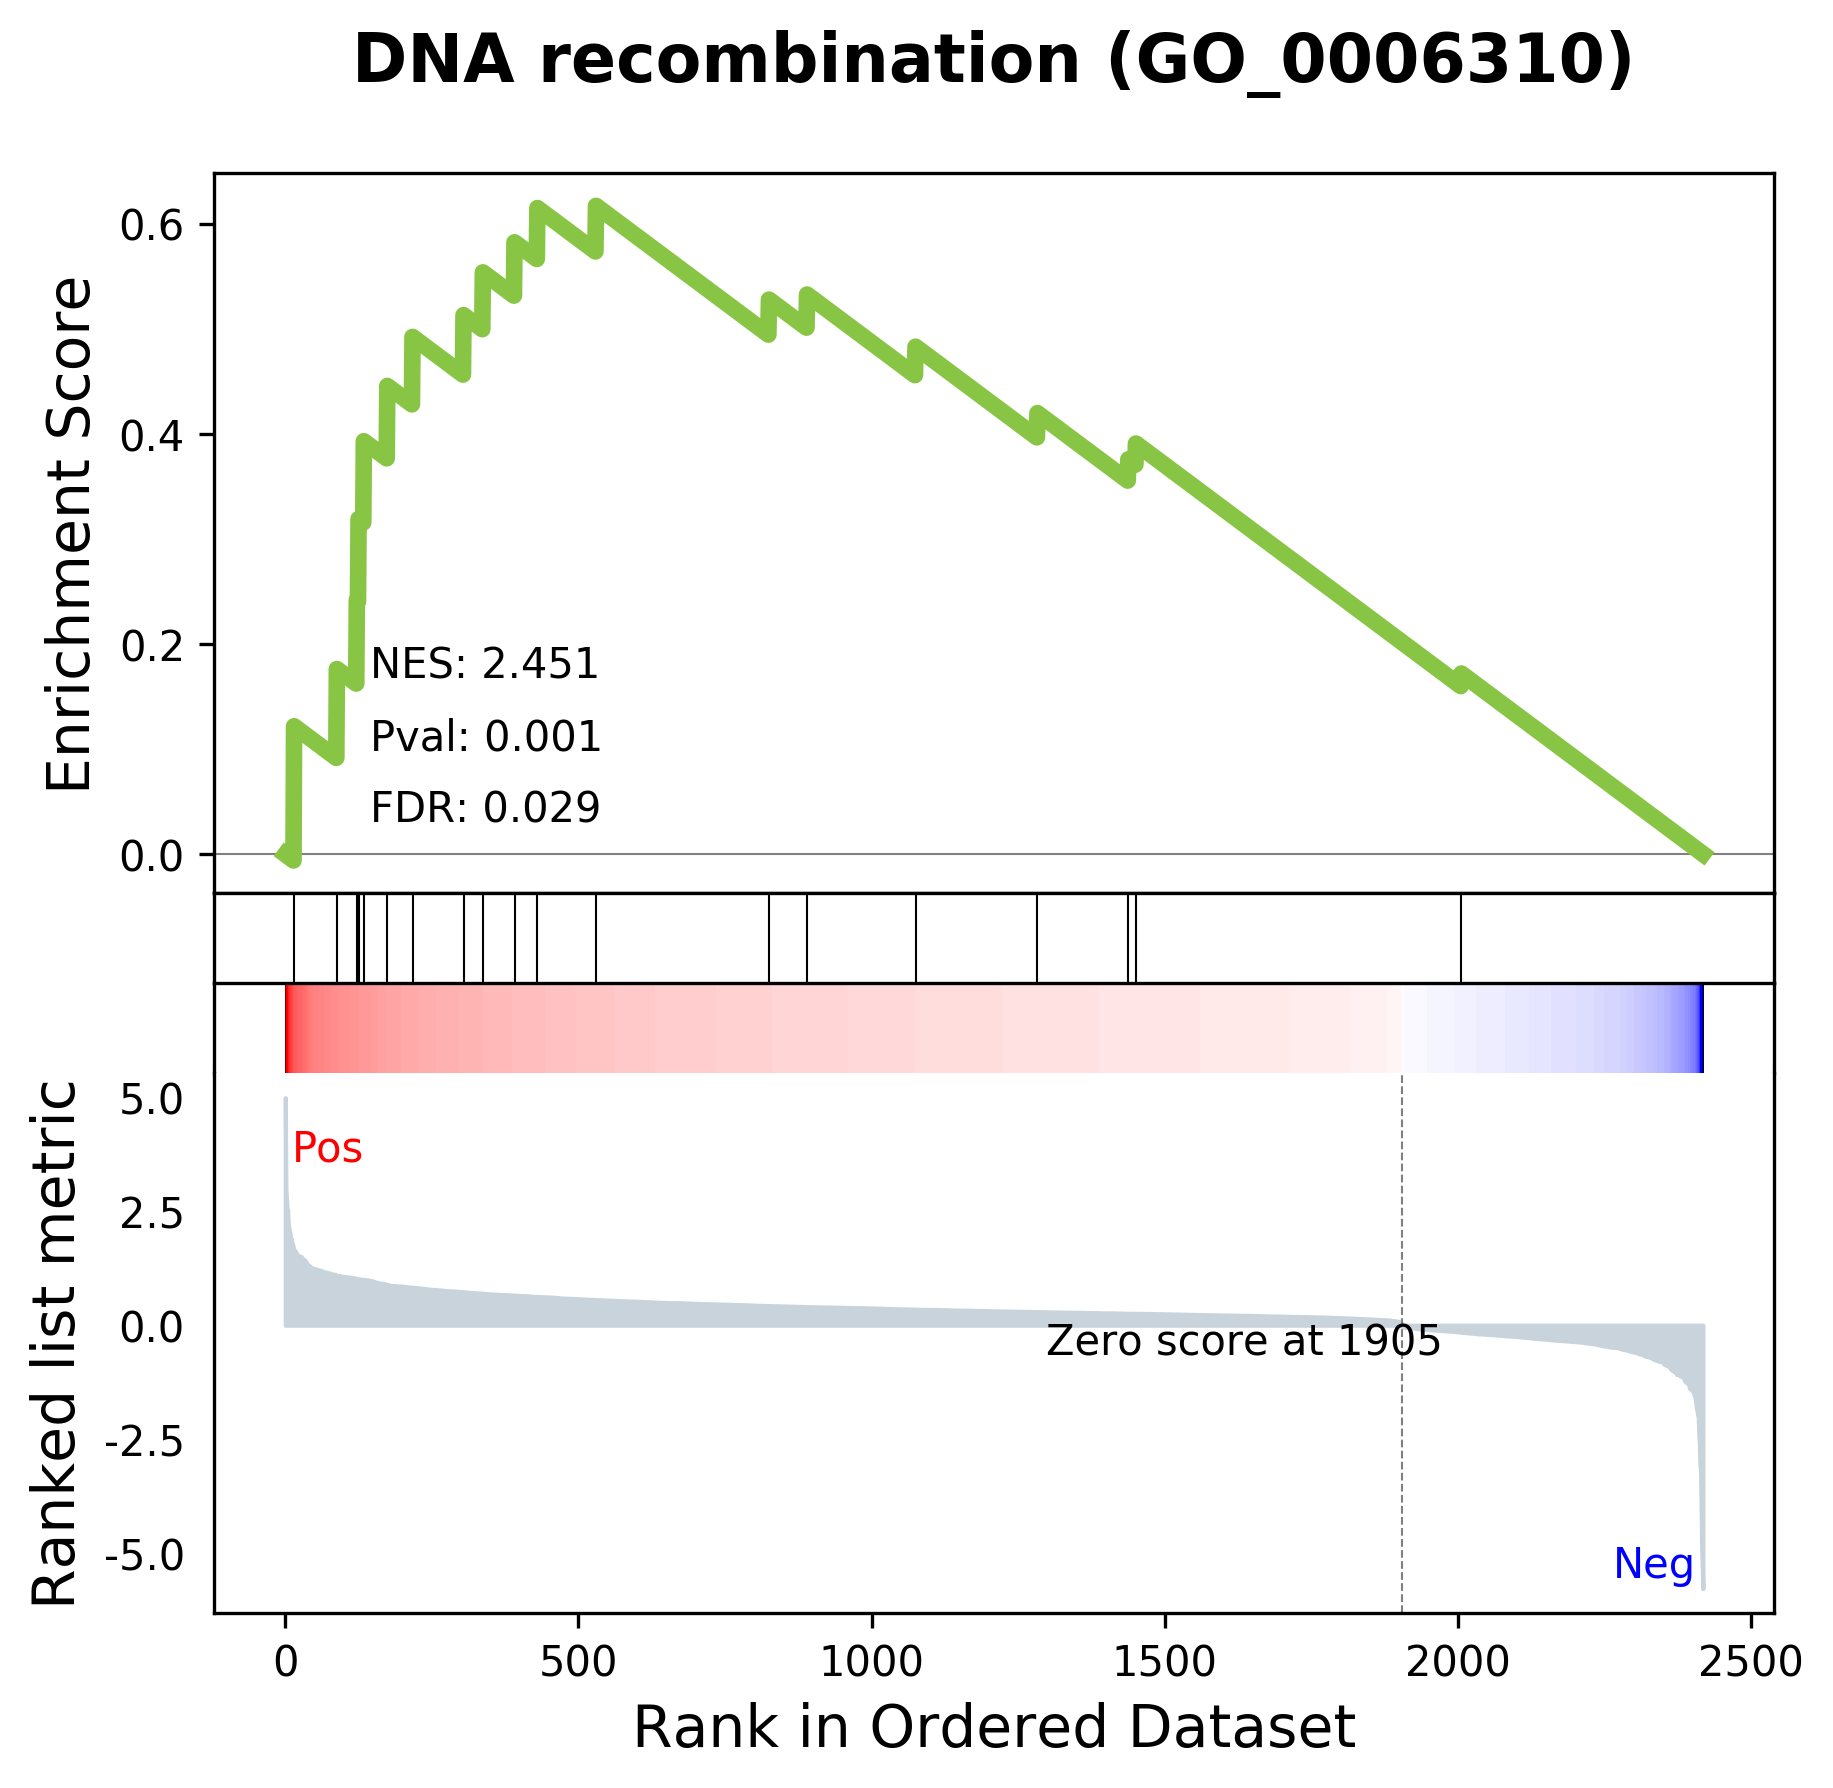 DNA recombination (GO_0006310)
Enrichment Score
0.6
0.4
0.2
0.0
NES: 2.451
Pval: 0.001
FDR: 0.029
Ranked list metric
5.0
2.5
0.0
-2.5
-5.0
Pos
Zero score at 1905
Neg
0 500 1000 1500 2000 2500
Rank in Ordered Dataset